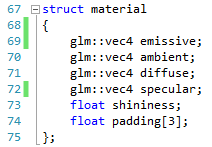 67 struct material
68 {
69 glm::vec4 emissive;
70 glm::vec4 ambient;
71 glm::vec4 diffuse;
72 glm::vec4 specular;
73 float shininess;
74 float padding[3];
75 };